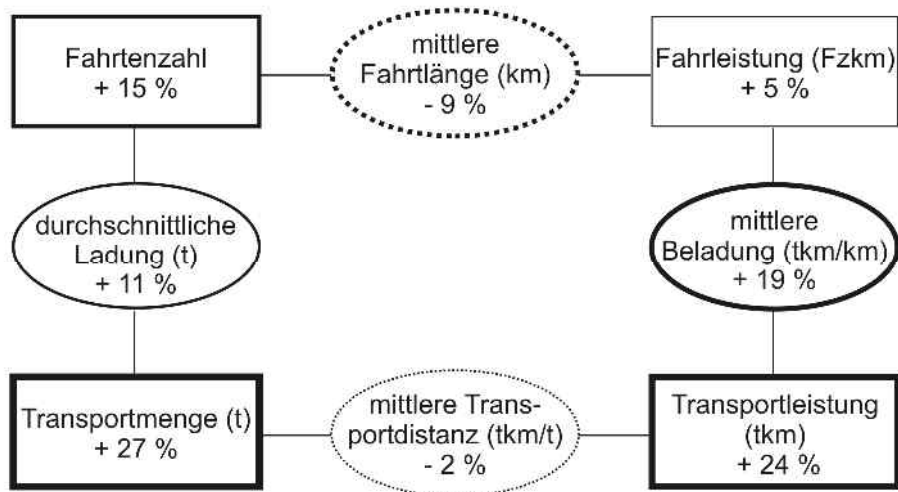 Fahrtenzahl
+ 15 %
mittlere
Fahrtlänge (km)
- 9 %
Fahrleistung (Fzkm)
+ 5 %
durchschnittliche
Ladung (t)
+ 11 %
mittlere
Beladung (tkm/km)
+ 19 %
Transportmenge (t)
+ 27 %
mittlere Trans-
portdistanz (tkm/t)
- 2 %
Transportleistung
(tkm)
+ 24 %